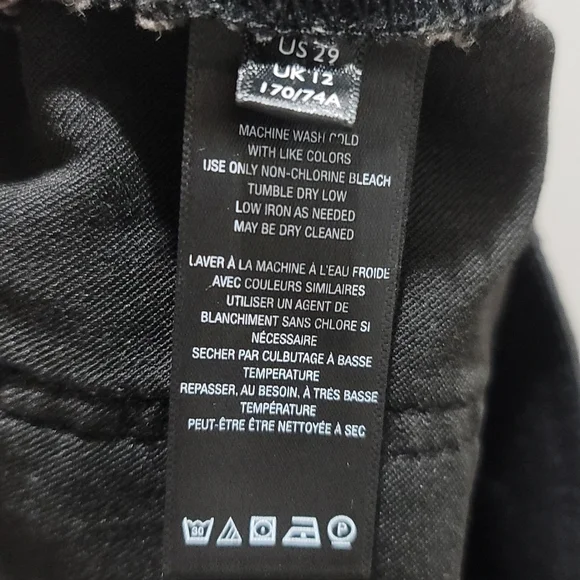 US 29
UK 12
170/74A
MACHINE WASH COLD
WITH LIKE COLORS
USE ONLY NON-CHLORINE BLEACH
TUMBLE DRY LOW
LOW IRON AS NEEDED
MAY BE DRY CLEANED
LAVER À LA MACHINE À L'EAU FROIDE
AVEC COULEURS SIMILAIRES
UTILISER UN AGENT DE
BLANCHIMENT SANS CHLORE SI
NÉCESSAIRE
SECHER PAR CULBUTAGE À BASSE
TEMPERATURE
REPASSER, AU BESOIN, À TRÈS BASSE
TEMPÉRATURE
PEUT-ÊTRE ÊTRE NETTOYÉE À SEC
30 P